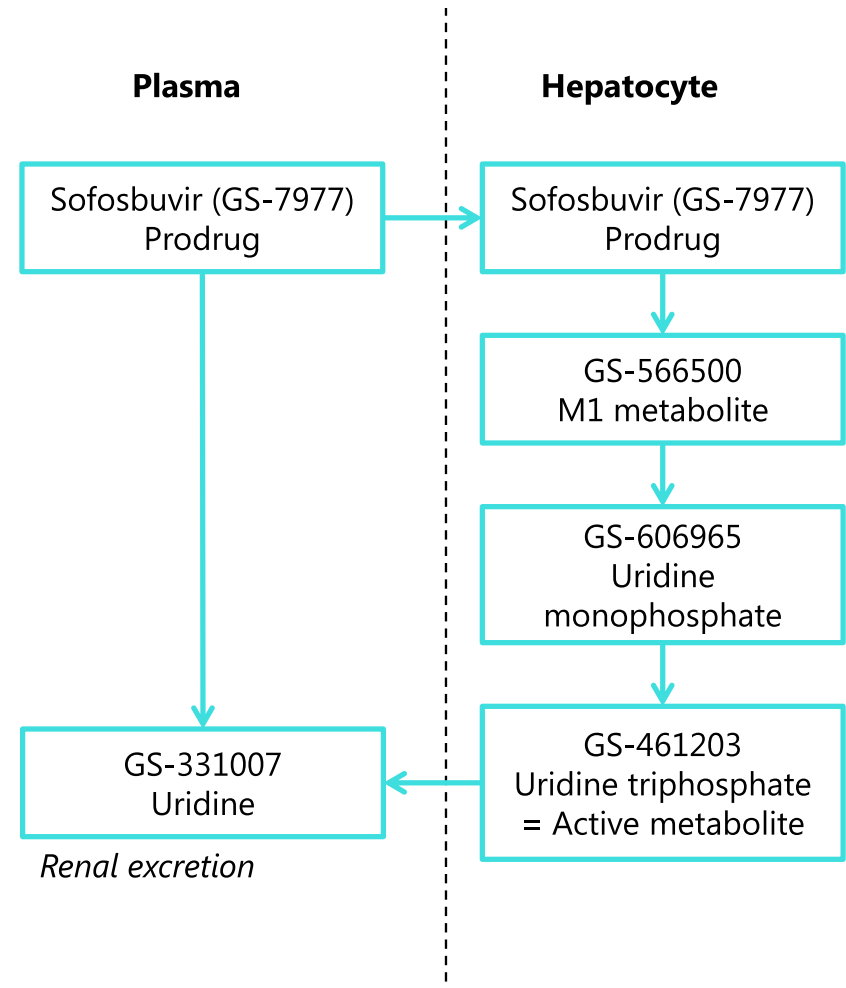 Plasma
Sofosbuvir (GS-7977)
Prodrug
GS-331007
Uridine
Renal excretion
Hepatocyte
Sofosbuvir (GS-7977)
Prodrug
GS-566500
M1 metabolite
GS-606965
Uridine
monophosphate
GS-461203
Uridine triphosphate
= Active metabolite